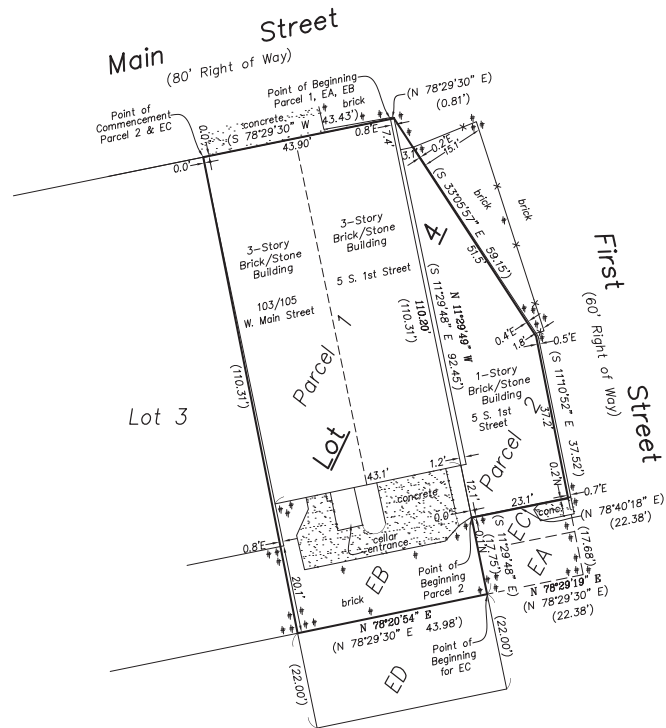 Main Street
(80' Right of Way)
Point of
Commencement
Parcel 2 & EC
Point of Beginning
Parcel 1, EA, EB
(N 78°29'30" E)
(0.81')
concrete
brick
(S 78°29'30" W 43.43')
43.90'
0.0'
0.0'
0.8'E
17.4'
3.1'
0.2'E
15.1'
(S 33°05'57" E 59.15')
51.5'
brick
brick
First Street
(60' Right of Way)
3-Story
Brick/Stone
Building
103/105
W. Main Street
3-Story
Brick/Stone
Building
5 S. 1st Street
4
N 11°29'49" W
110.20'
(110.31')
(S 11°29'48" E 92.45')
(110.31')
Parcel 1
Lot
Lot 3
0.4'E
1.8'
0.5'E
1-Story
Brick/Stone
Building
5 S. 1st
Street
(S 11°10'52" E 37.52')
37.2'
Parcel 2
1.2'
43.1'
12.1'
23.1'
0.2'N
0.7'E
0.0'
0.1'N
concrete
cellar
entrance
EC
conc.
(N 78°40'18" E)
(22.38')
0.8'E
20.1'
EB
brick
Point of
Beginning
Parcel 2
(S 11°29'48" E)
(17.75')
EA
(17.68')
N 78°29'19" E
(N 78°29'30" E)
(22.38')
N 78°20'54" E
(N 78°29'30" E 43.98')
(22.00')
(22.00')
Point of
Beginning
for EC
ED